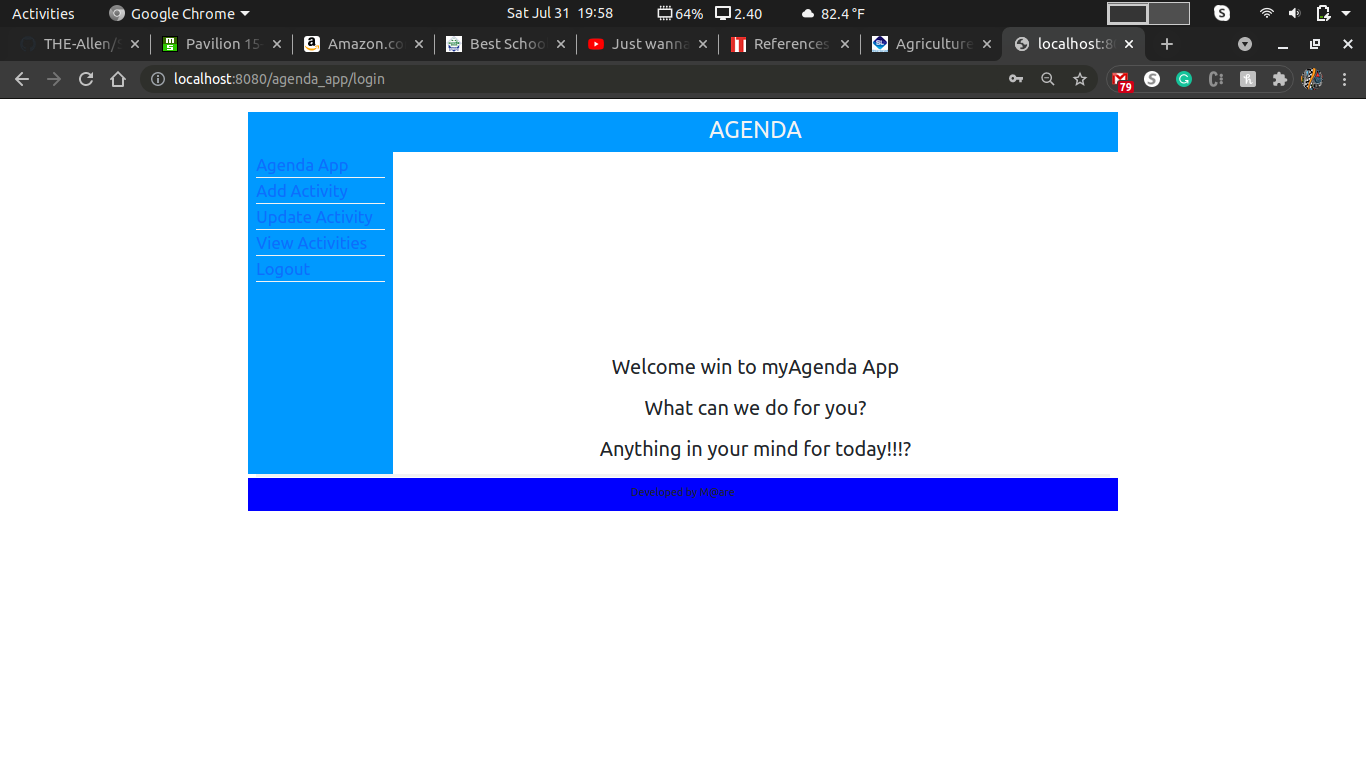 Activities Google Chrome Sat Jul 31 19:58 64% 2.40 82.4 °F
THE-Allen/ Pavilion 15- Amazon.co Best Schoo Just wanna References Agriculture localhost:8
localhost:8080/agenda_app/login 79
AGENDA
Agenda App
Add Activity
Update Activity
View Activities
Logout
Welcome win to myAgenda App
What can we do for you?
Anything in your mind for today!!!?